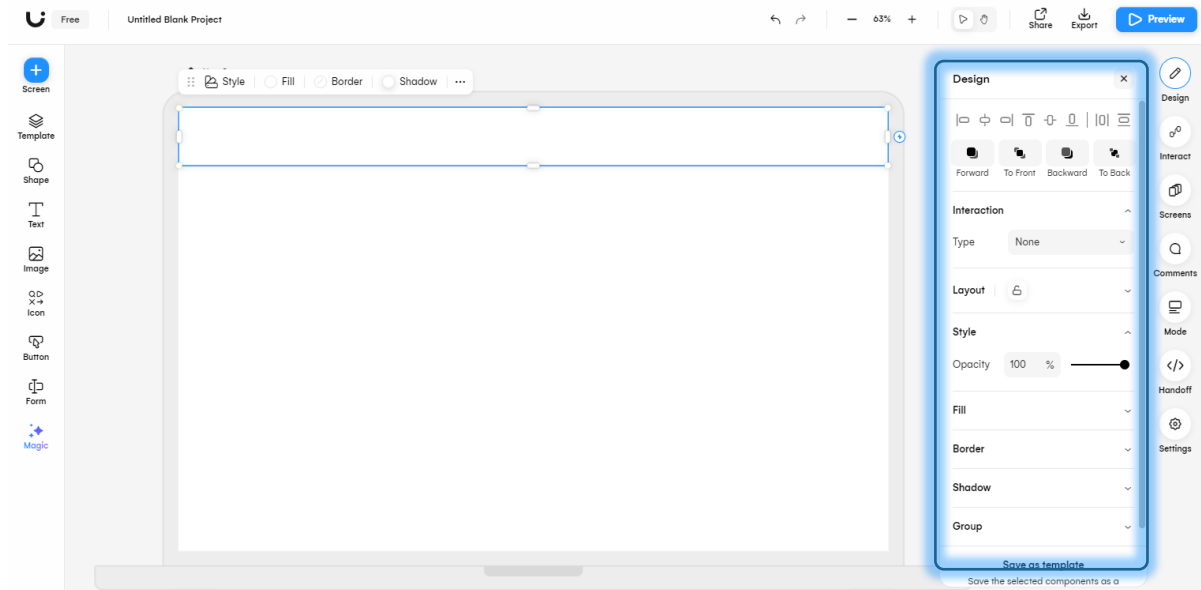 Free
Untitled Blank Project
63%
Share
Export
Preview
Screen
Template
Shape
Text
Image
Icon
Button
Form
Magic
Style
Fill
Border
Shadow
Design
Forward
To Front
Backward
To Back
Interaction
Type
None
Layout
Style
Opacity
100
%
Fill
Border
Shadow
Group
Save as template
Save the selected components as a
Design
Interact
Screens
Comments
Mode
Handoff
Settings